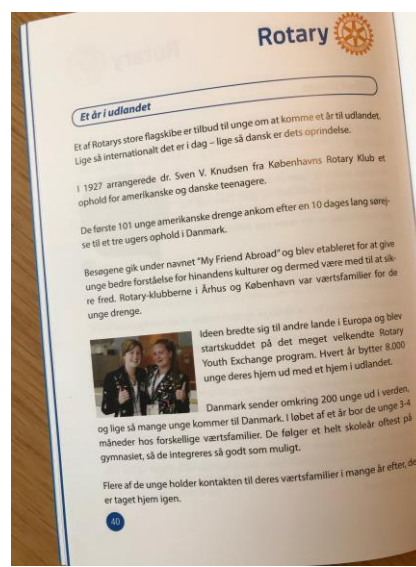 Rotary
Et år i udlandet
Et af Rotarys store flagskibe er tilbud til unge om at komme et år til udlandet.
Lige så internationalt det er i dag – lige så dansk er dets oprindelse.
I 1927 arrangerede dr. Sven V. Knudsen fra Københavns Rotary Klub et
ophold for amerikanske og danske teenagere.
De første 101 unge amerikanske drenge ankom efter en 10 dages lang sørej-
se til et tre ugers ophold i Danmark.
Besøgene gik under navnet "My Friend Abroad" og blev etableret for at give
unge bedre forståelse for hinandens kulturer og dermed være med til at sik-
re fred. Rotary-klubberne i Århus og København var værtsfamilier for de
unge drenge.
Ideen bredte sig til andre lande i Europa og blev
startskuddet på det meget velkendte Rotary
Youth Exchange program. Hvert år bytter 8.000
unge deres hjem ud med et hjem i udlandet.
Danmark sender omkring 200 unge ud i verden,
og lige så mange unge kommer til Danmark. I løbet af et år bor de unge 3-4
måneder hos forskellige værtsfamilier. De følger et helt skoleår oftest på
gymnasiet, så de integreres så godt som muligt.
Flere af de unge holder kontakten til deres værtsfamilier i mange år efter, de
er taget hjem igen.
40